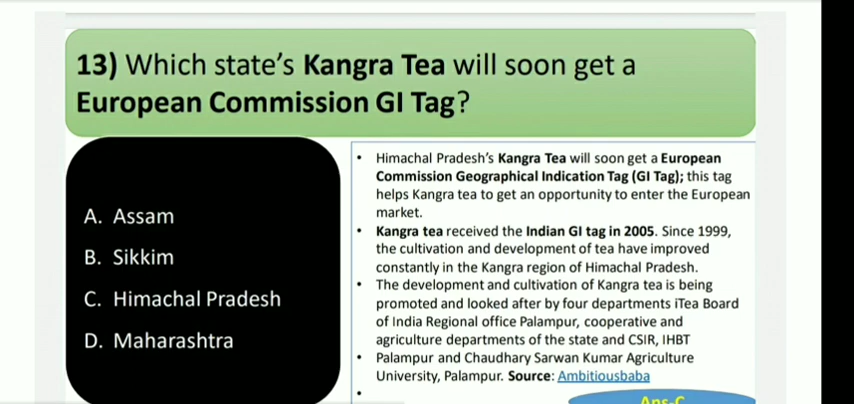 13) Which state's Kangra Tea will soon get a
European Commission GI Tag?
A. Assam
B. Sikkim
C. Himachal Pradesh
D. Maharashtra
• Himachal Pradesh's Kangra Tea will soon get a European
Commission Geographical Indication Tag (GI Tag); this tag
helps Kangra tea to get an opportunity to enter the European
market.
• Kangra tea received the Indian GI tag in 2005. Since 1999,
the cultivation and development of tea have improved
constantly in the Kangra region of Himachal Pradesh.
• The development and cultivation of Kangra tea is being
promoted and looked after by four departments iTea Board
of India Regional office Palampur, cooperative and
agriculture departments of the state and CSIR, IHBT
• Palampur and Chaudhary Sarwan Kumar Agriculture
University, Palampur. Source: Ambitiousbaba
•
Ans-C